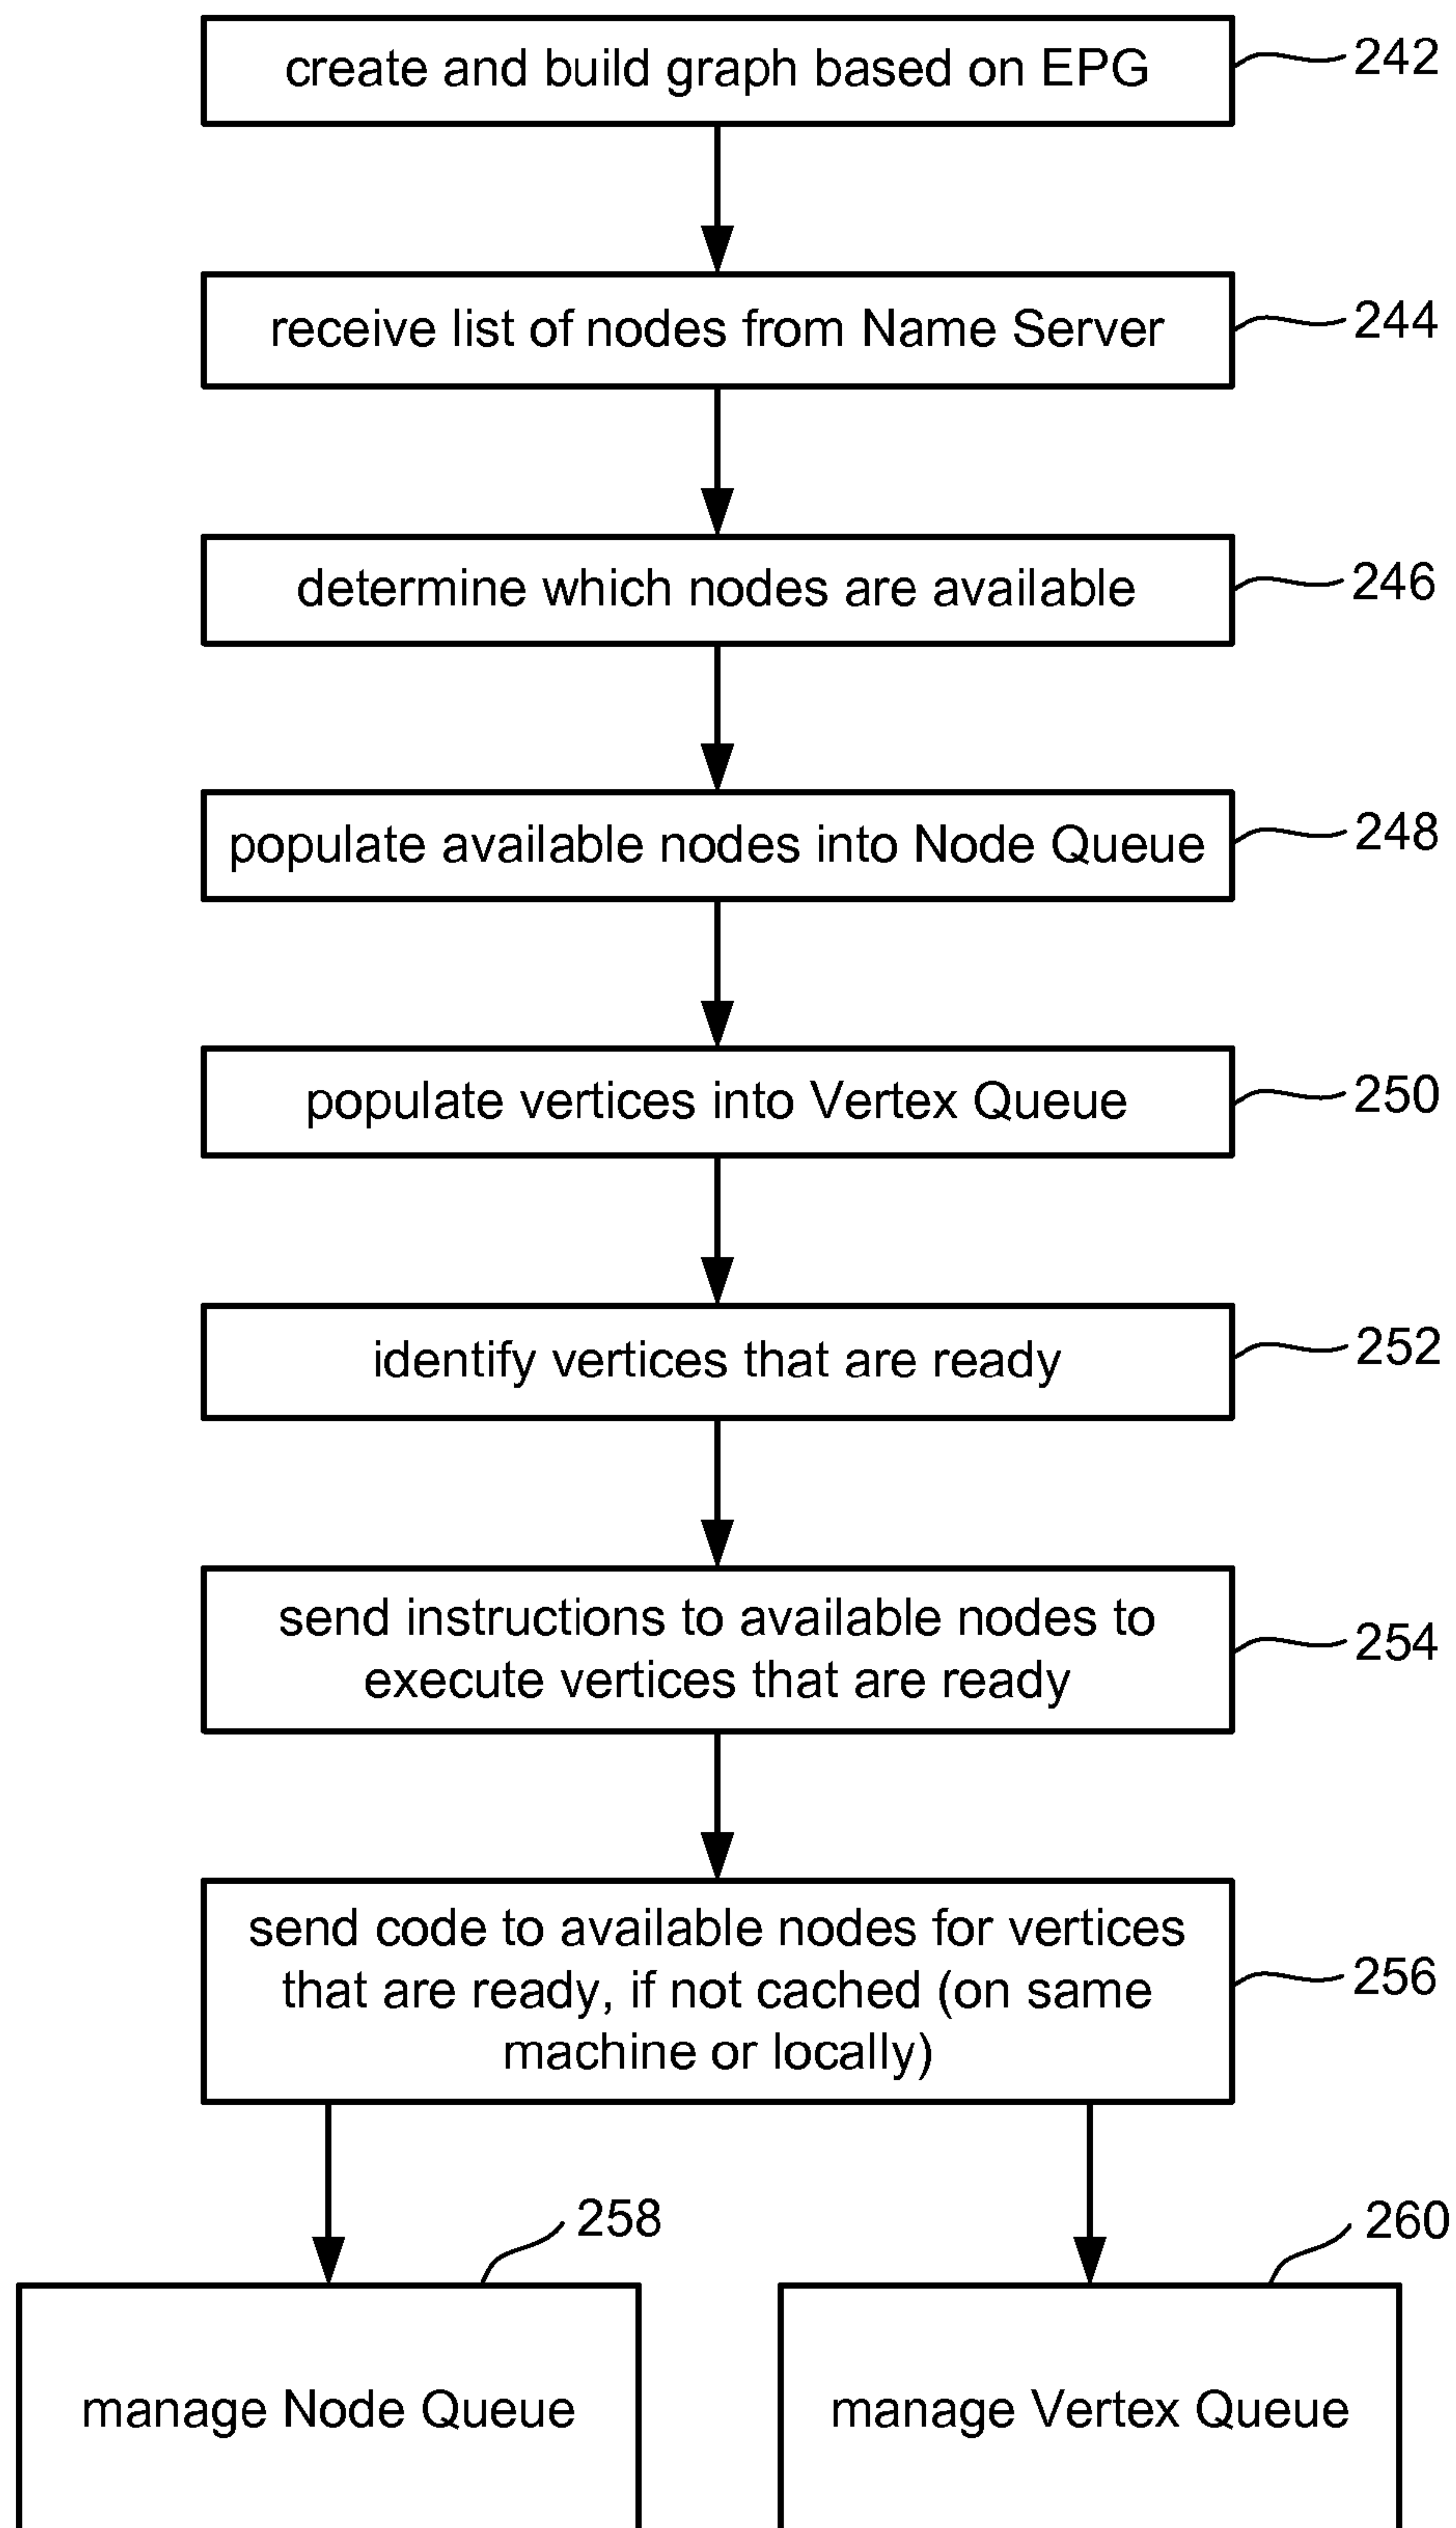 create and build graph based on EPG
242
receive list of nodes from Name Server
244
determine which nodes are available
246
populate available nodes into Node Queue
248
populate vertices into Vertex Queue
250
identify vertices that are ready
252
send instructions to available nodes to
execute vertices that are ready
254
send code to available nodes for vertices
that are ready, if not cached (on same
machine or locally)
256
258
260
manage Node Queue
manage Vertex Queue